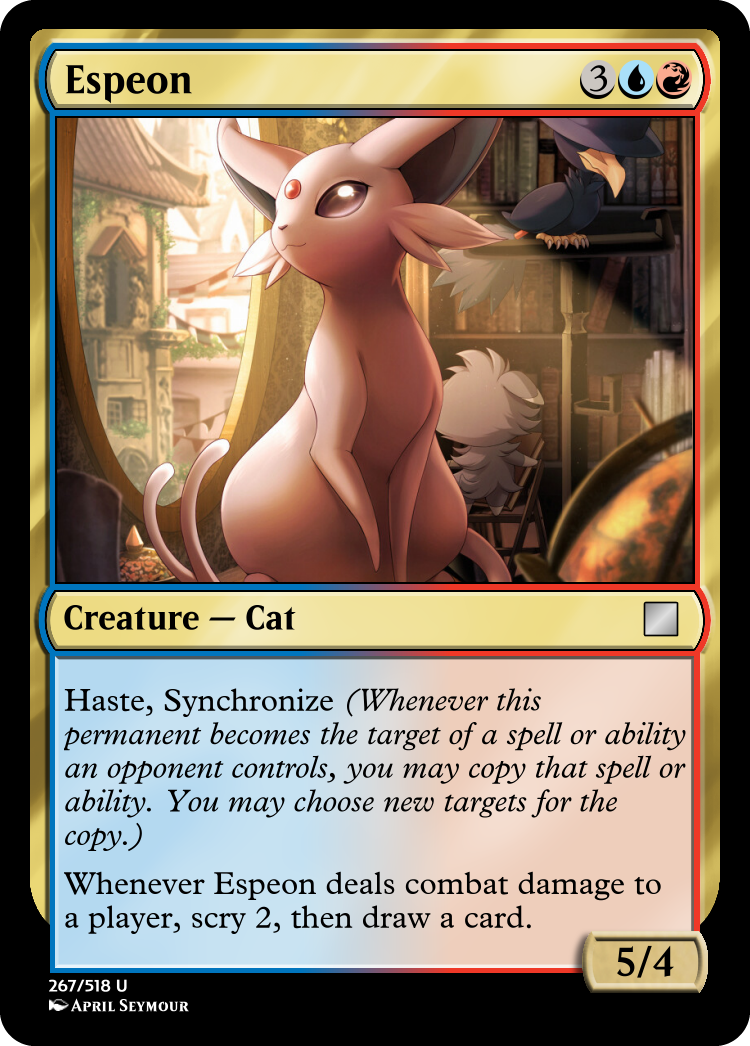 Espeon
3
Creature — Cat
Haste, Synchronize (Whenever this
permanent becomes the target of a spell or ability
an opponent controls, you may copy that spell or
ability. You may choose new targets for the
copy.)
Whenever Espeon deals combat damage to
a player, scry 2, then draw a card.
5/4
267/518 U
April Seymour